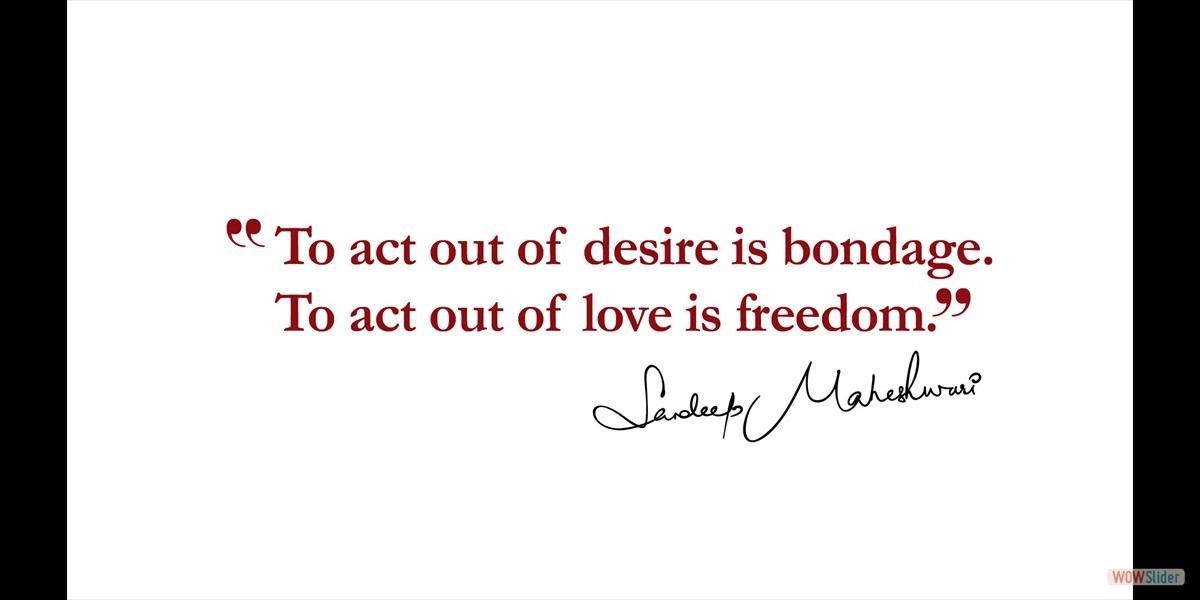 “To act out of desire is bondage.
To act out of love is freedom.”
Sandeep Maheshwari
WOWSlider